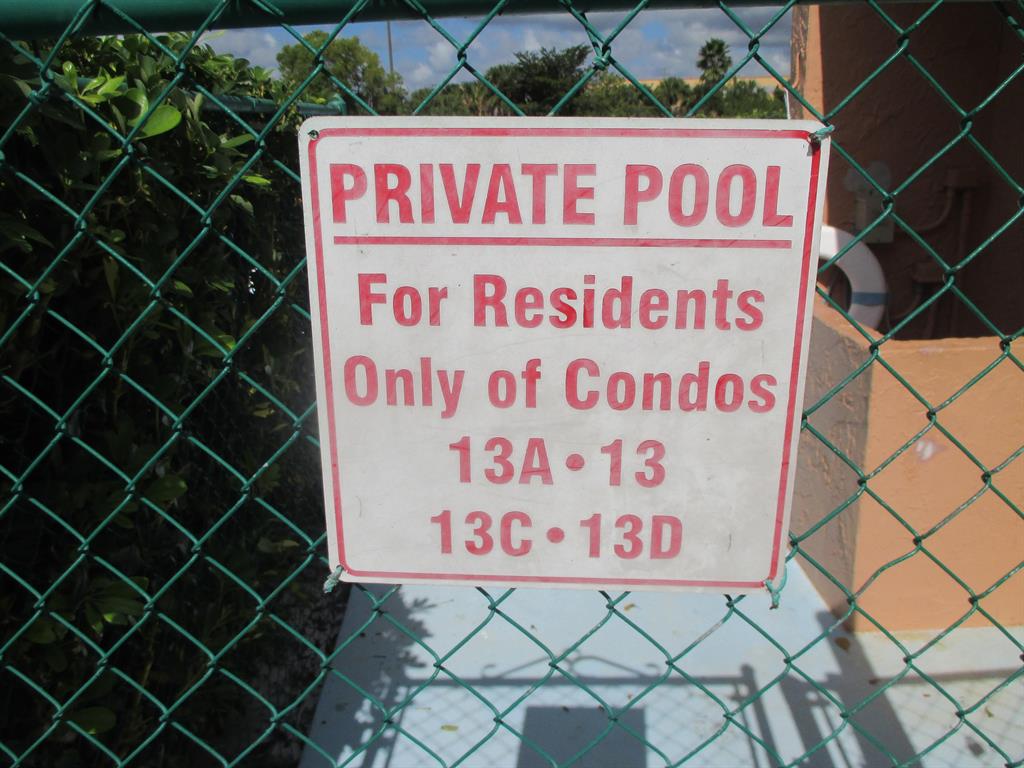 PRIVATE POOL
For Residents
Only of Condos
13A • 13
13C • 13D